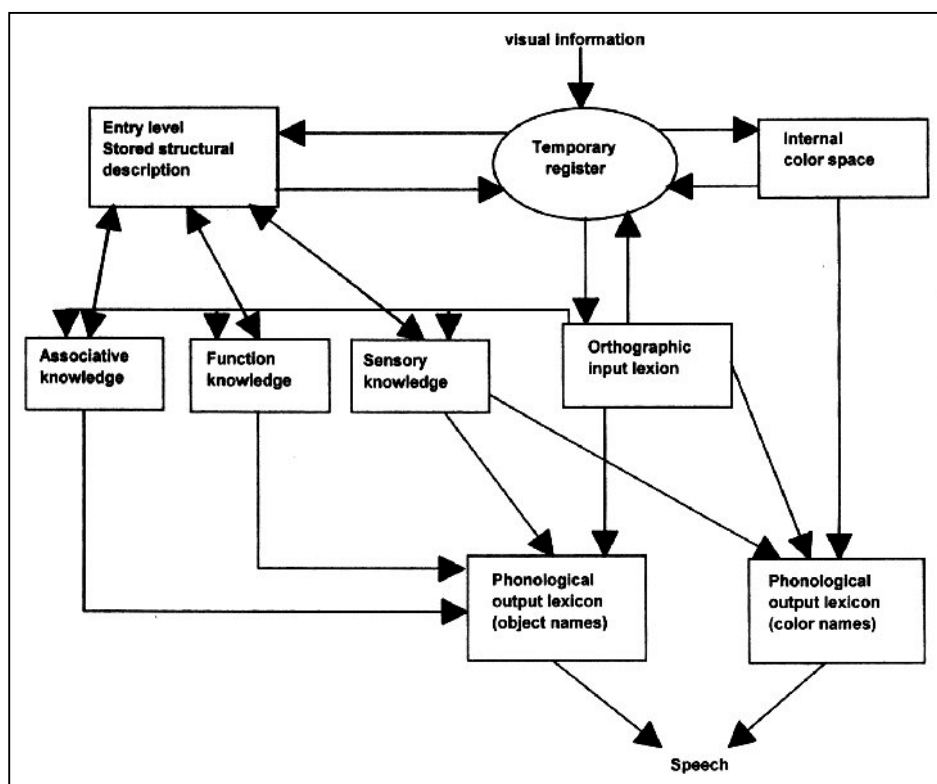 visual information
Entry level
Stored structural
description
Temporary
register
Internal
color space
Associative
knowledge
Function
knowledge
Sensory
knowledge
Orthographic
input lexion
Phonological
output lexicon
(object names)
Phonological
output lexicon
(color names)
Speech